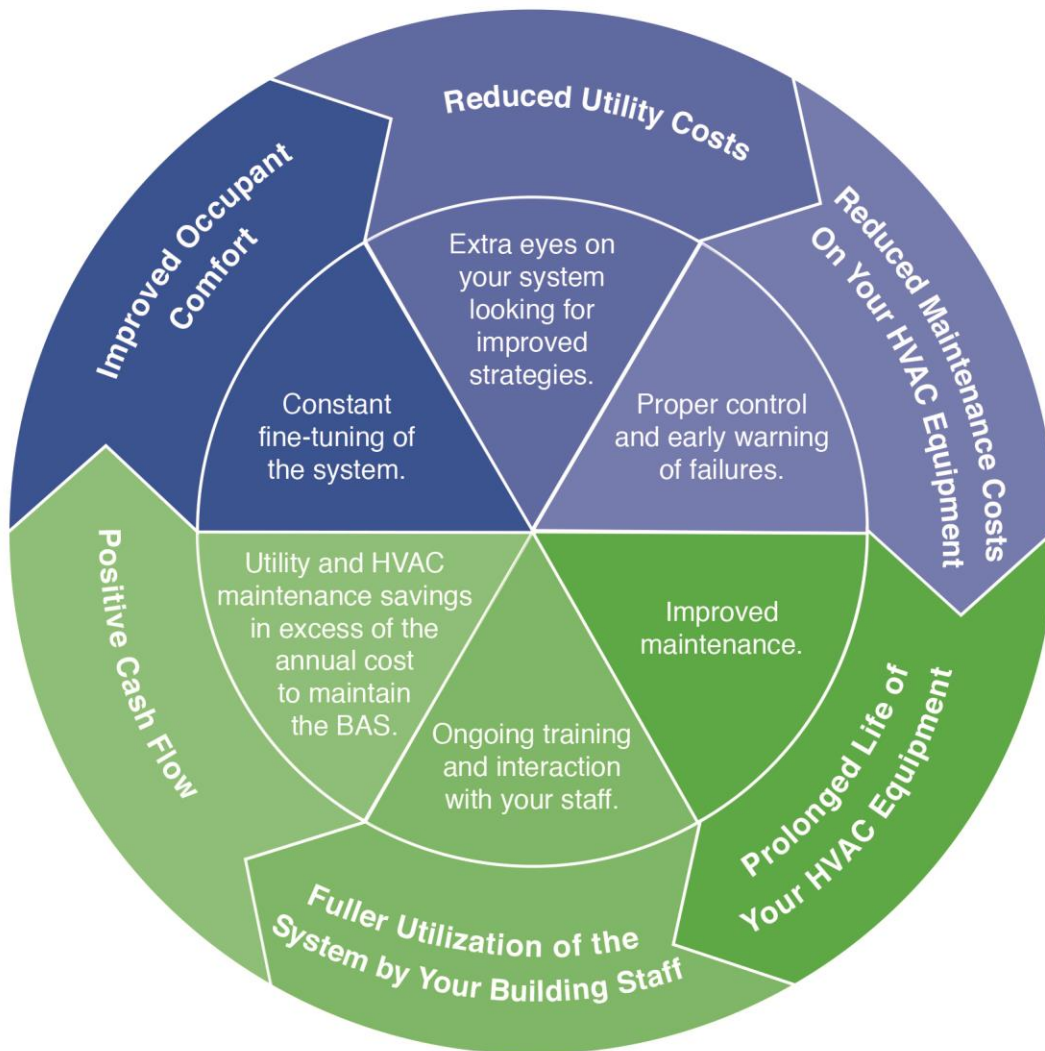 Reduced Utility Costs
Extra eyes on
your system
looking for
improved
strategies.
Reduced Maintenance Costs
On Your HVAC Equipment
Proper control
and early warning
of failures.
Prolonged Life of
Your HVAC Equipment
Improved
maintenance.
Fuller Utilization of the
System by Your Building Staff
Ongoing training
and interaction
with your staff.
Positive Cash Flow
Utility and HVAC
maintenance savings
in excess of the
annual cost
to maintain
the BAS.
Improved Occupant
Comfort
Constant
fine-tuning of
the system.